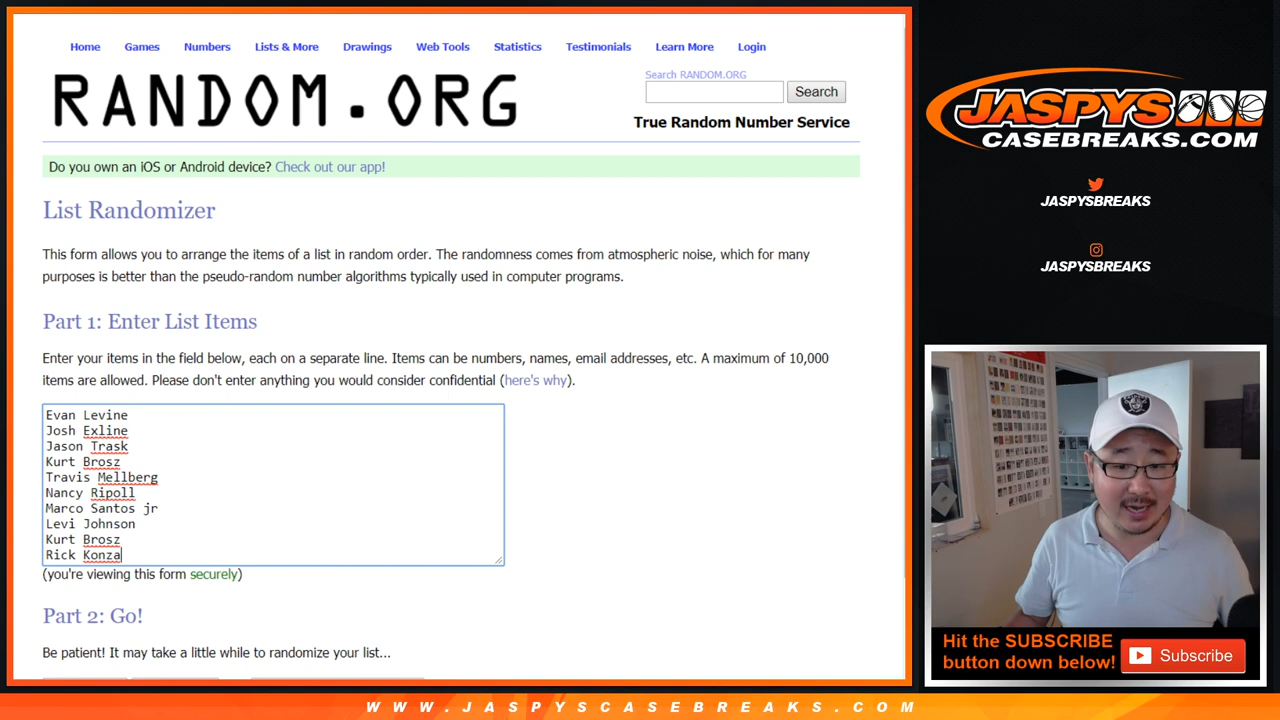 Home Games Numbers Lists & More Drawings Web Tools Statistics Testimonials Learn More Login
RANDOM.ORG
Search RANDOM.ORG
Search
True Random Number Service
Do you own an iOS or Android device? Check out our app!
List Randomizer
This form allows you to arrange the items of a list in random order. The randomness comes from atmospheric noise, which for many
purposes is better than the pseudo-random number algorithms typically used in computer programs.
Part 1: Enter List Items
Enter your items in the field below, each on a separate line. Items can be numbers, names, email addresses, etc. A maximum of 10,000
items are allowed. Please don't enter anything you would consider confidential (here's why).
Evan Levine
Josh Exline
Jason Trask
Kurt Brosz
Travis Mellberg
Nancy Ripoll
Marco Santos jr
Levi Johnson
Kurt Brosz
Rick Konza
(you're viewing this form securely)
Part 2: Go!
Be patient! It may take a little while to randomize your list...
JASPYS
CASEBREAKS.COM
JASPYSBREAKS
JASPYSBREAKS
Hit the SUBSCRIBE
button down below!
Subscribe
WWW.JASPYSCASEBREAKS.COM